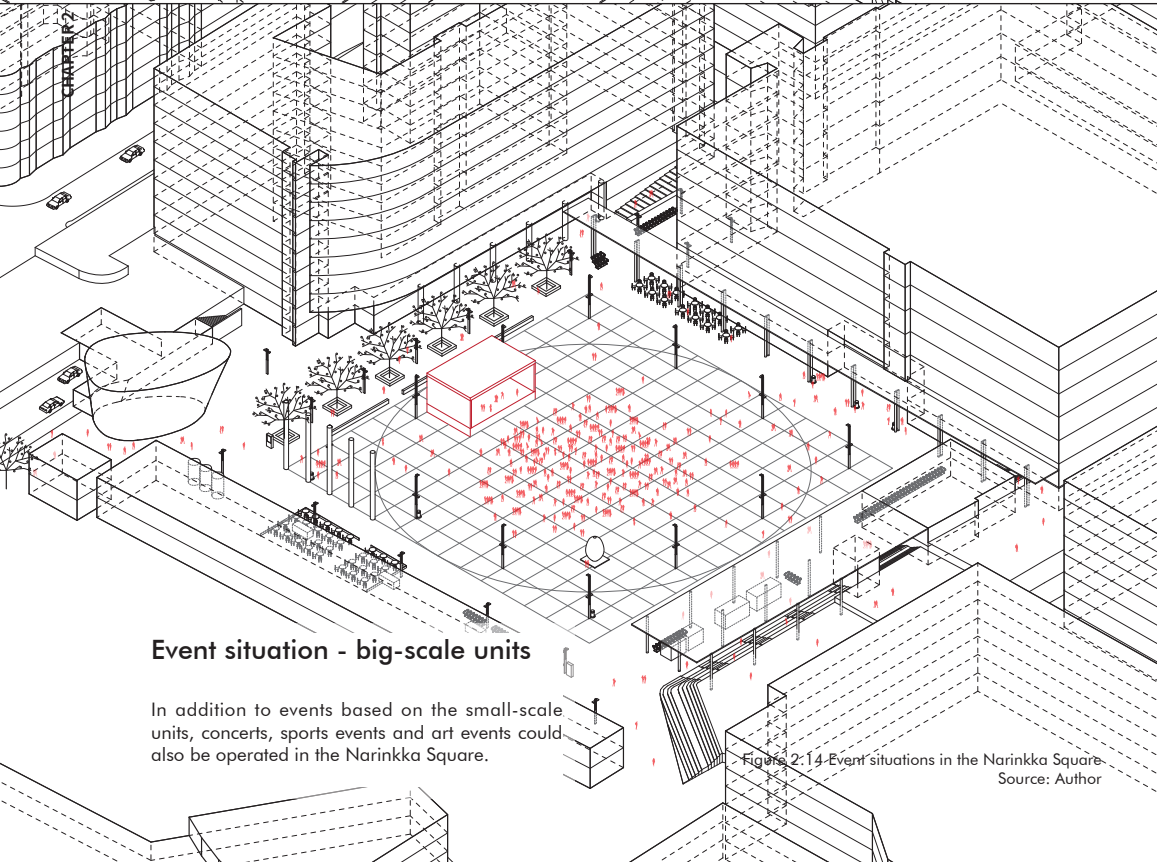 CHAPTER 2
Event situation - big-scale units
In addition to events based on the small-scale
units, concerts, sports events and art events could
also be operated in the Narinkka Square.
Figure 2.14 Event situations in the Narinkka Square
Source: Author